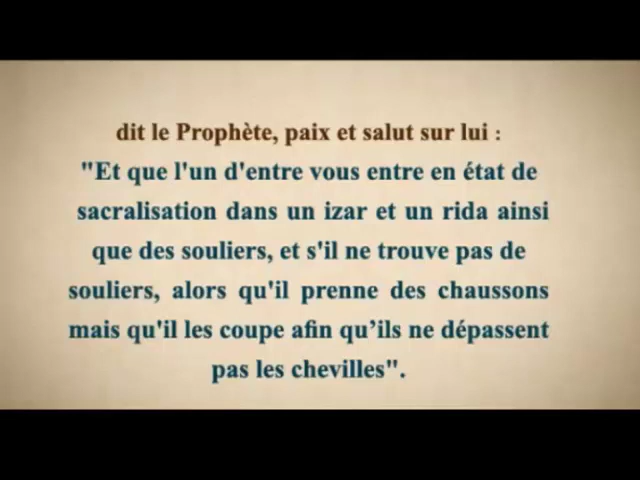 dit le Prophète, paix et salut sur lui :
"Et que l'un d'entre vous entre en état de
sacralisation dans un izar et un rida ainsi
que des souliers, et s'il ne trouve pas de
souliers, alors qu'il prenne des chaussons
mais qu'il les coupe afin qu’ils ne dépassent
pas les chevilles".